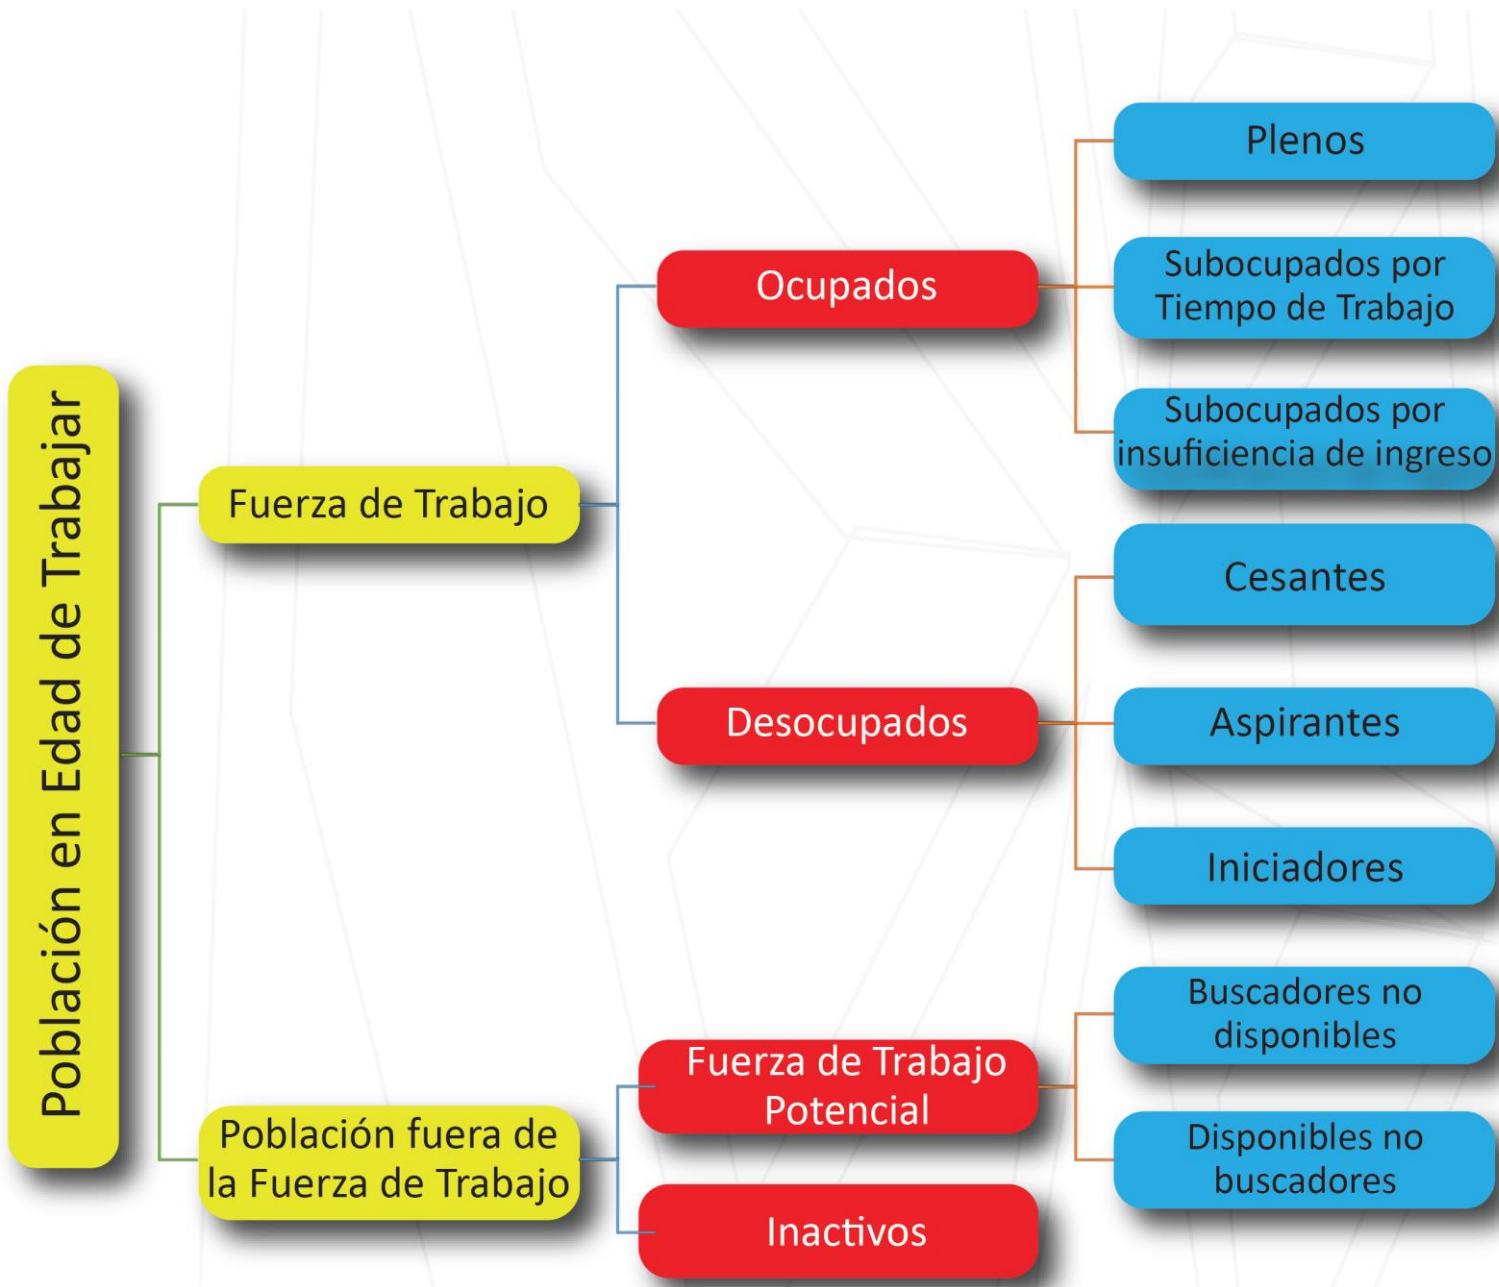 Población en Edad de Trabajar
Fuerza de Trabajo
Población fuera de
la Fuerza de Trabajo
Ocupados
Desocupados
Fuerza de Trabajo
Potencial
Inactivos
Plenos
Subocupados por
Tiempo de Trabajo
Subocupados por
insuficiencia de ingreso
Cesantes
Aspirantes
Iniciadores
Buscadores no
disponibles
Disponibles no
buscadores